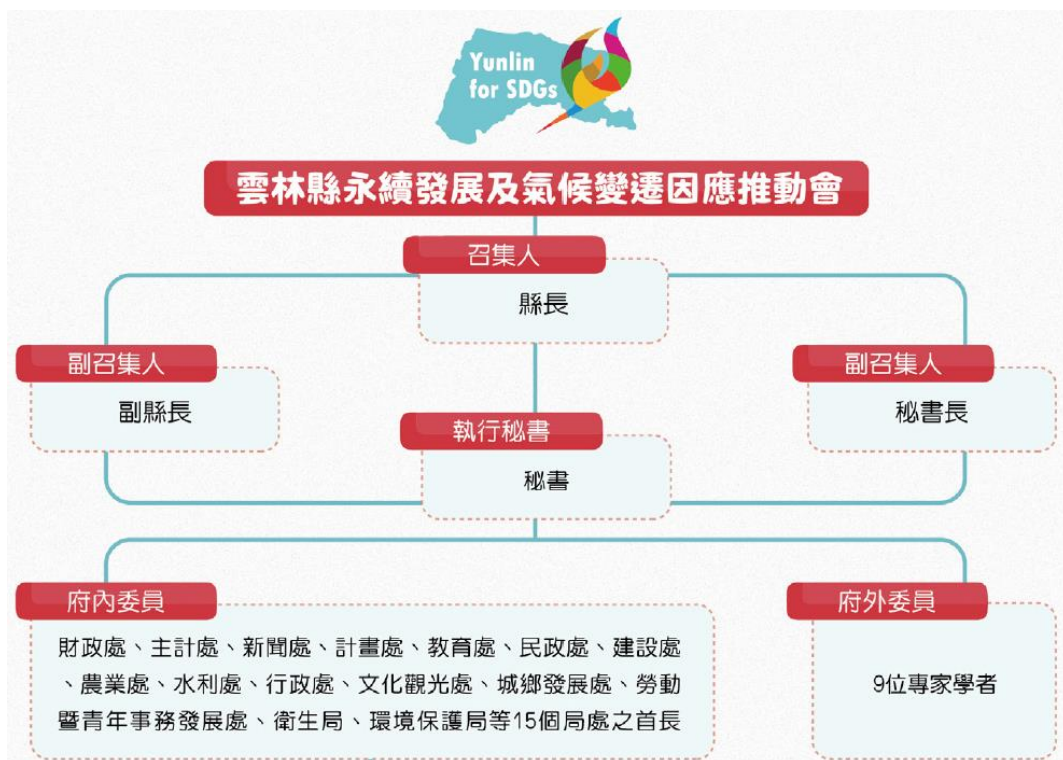 Yunlin
for SDGs
雲林縣永續發展及氣候變遷因應推動會
召集人
縣長
副召集人
副縣長
副召集人
秘書長
執行秘書
秘書
府內委員
財政處、主計處、新聞處、計畫處、教育處、民政處、建設處
、農業處、水利處、行政處、文化觀光處、城鄉發展處、勞動
暨青年事務發展處、衛生局、環境保護局等15個局處之首長
府外委員
9位專家學者